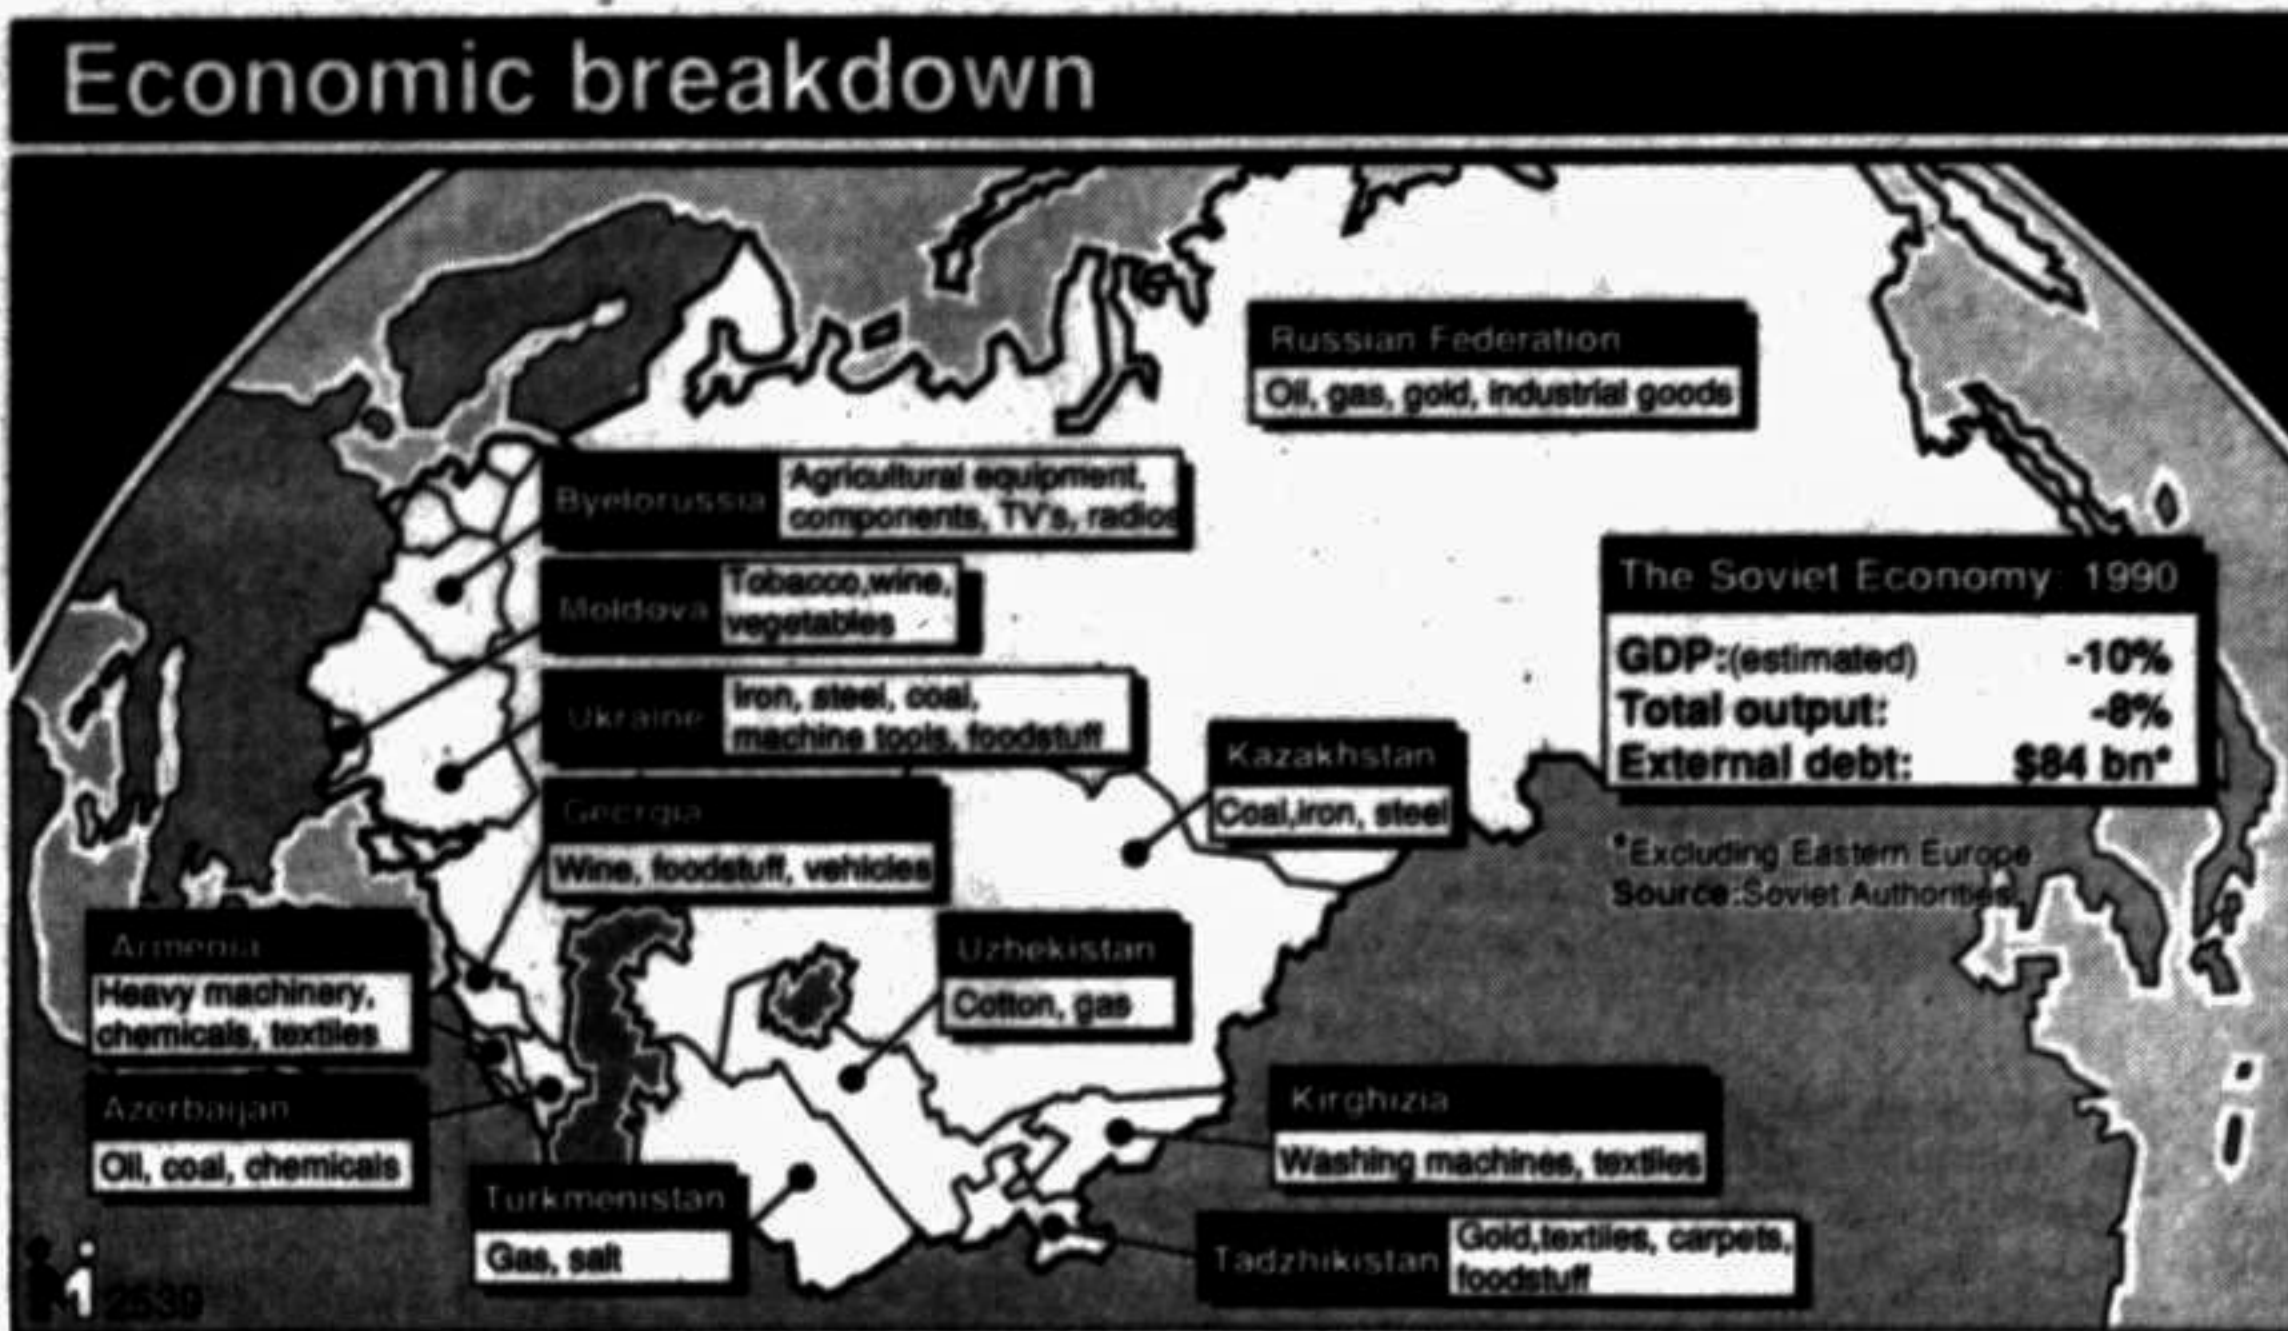 Economic breakdown
Russian Federation
Oil, gas, gold, industrial goods
Byelorussia
Agricultural equipment,
components, TV's, radios
Moldova
Tobacco,wine,
vegetables
Ukraine
Iron, steel, coal,
machine tools, foodstuff
Georgia
Wine, foodstuff, vehicles
Kazakhstan
Coal,iron, steel
The Soviet Economy: 1990
GDP:(estimated) -10%
Total output: -8%
External debt: $84 bn*
*Excluding Eastern Europe
Source:Soviet Authorities
Armenia
Heavy machinery,
chemicals, textiles
Azerbaijan
Oil, coal, chemicals
Uzbekistan
Cotton, gas
Turkmenistan
Gas, salt
Kirghizia
Washing machines, textiles
Tadzhikistan
Gold,textiles, carpets,
foodstuff
2539